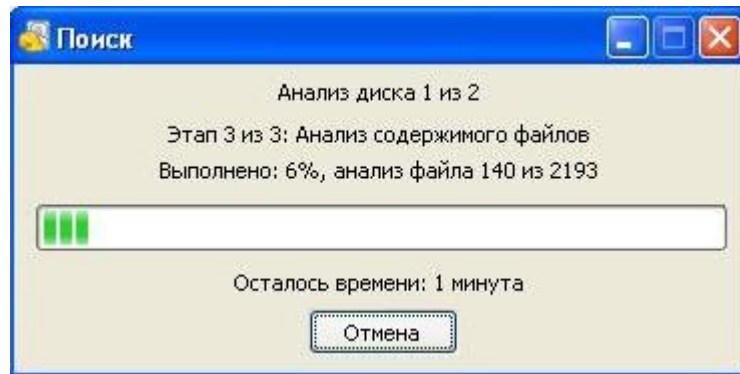 Поиск
Анализ диска 1 из 2
Этап 3 из 3: Анализ содержимого файлов
Выполнено: 6%, анализ файла 140 из 2193
Осталось времени: 1 минута
Отмена